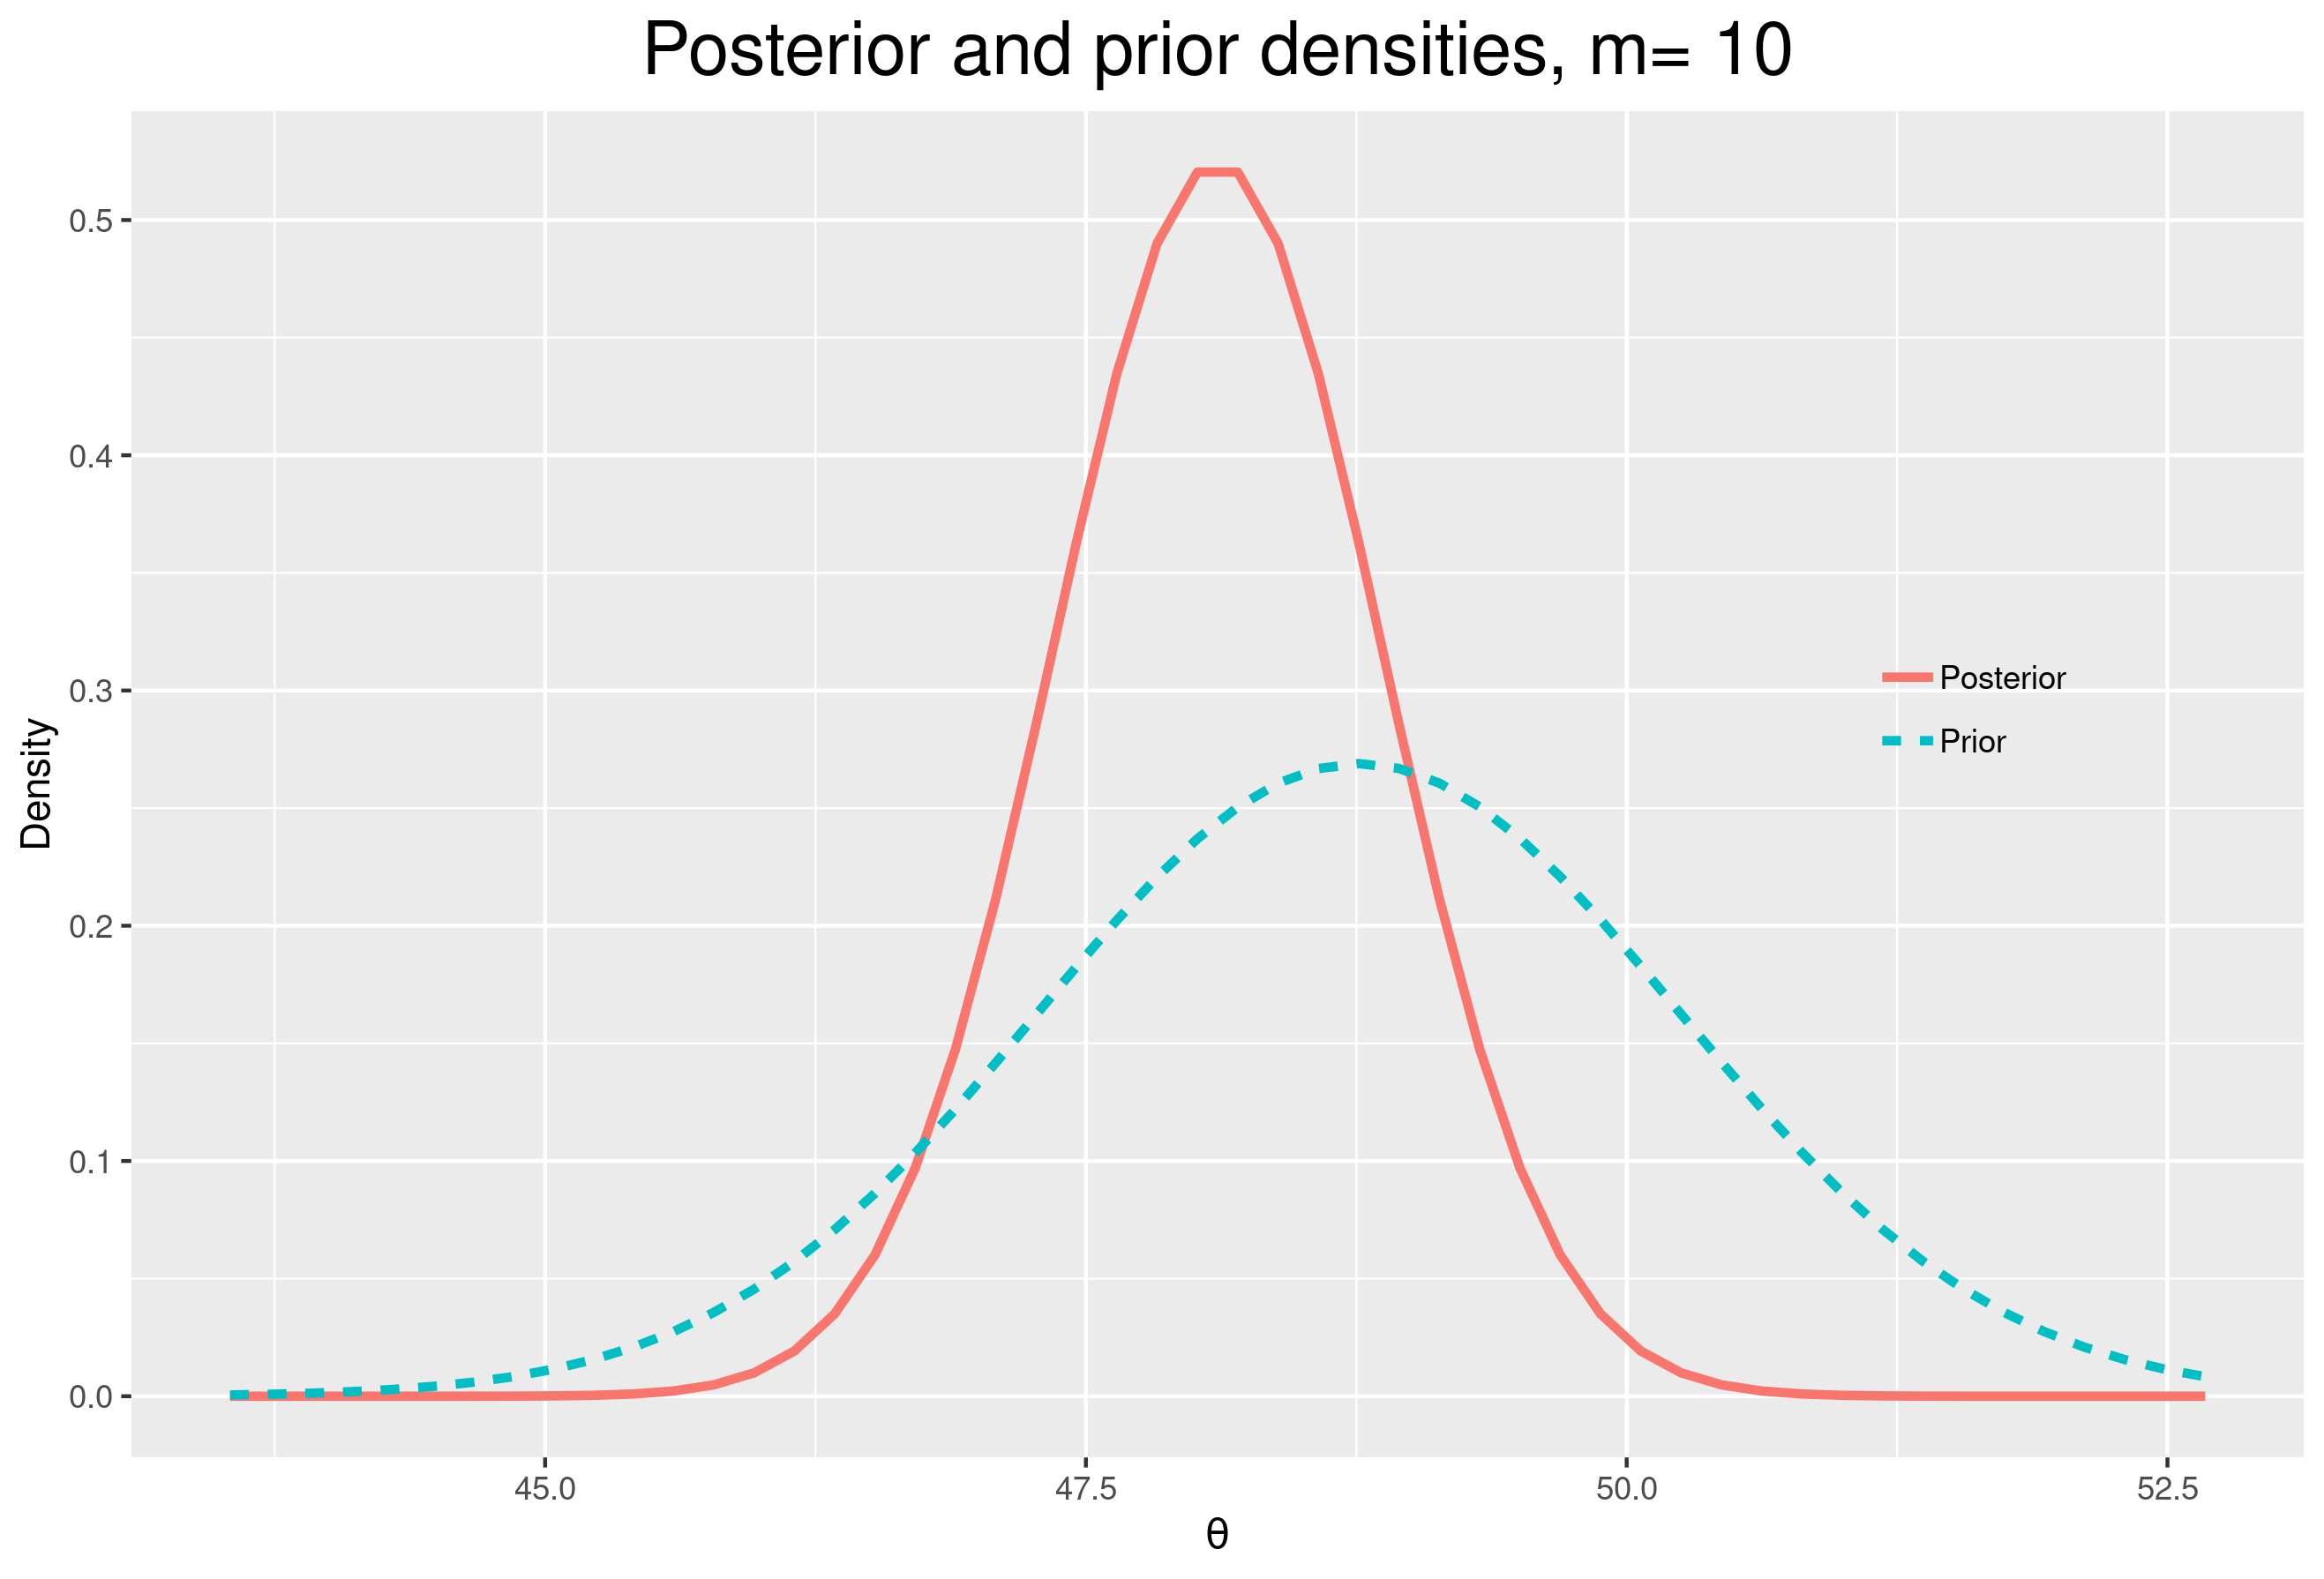 Posterior and prior densities, m= 10
Density
0.5
0.4
0.3
0.2
0.1
0.0
Posterior
Prior
45.0 47.5 50.0 52.5
θ